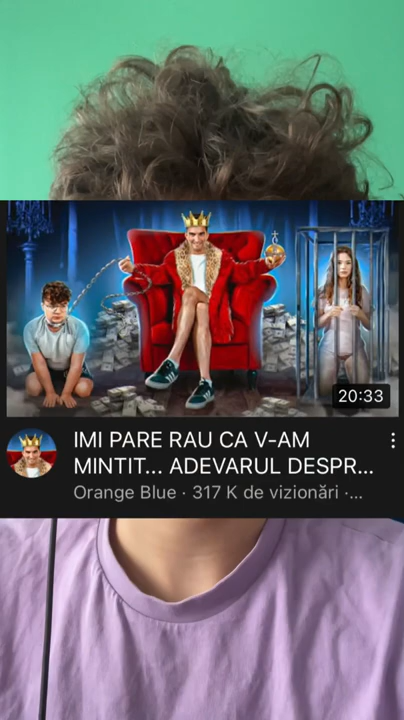 20:33
IMI PARE RAU CA V-AM
MINTIT... ADEVARUL DESPR...
Orange Blue · 317 K de vizionări ·...